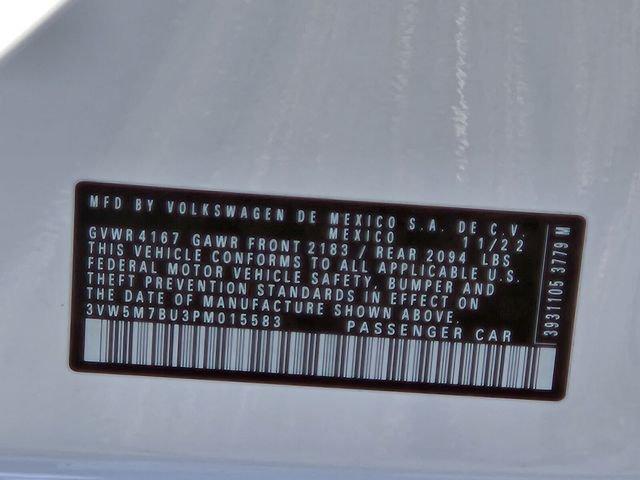 MFD BY VOLKSWAGEN DE MEXICO S.A. DE C.V.
MEXICO 11/22
GVWR4167 GAWR FRONT 2183 / REAR 2094 LBS
THIS VEHICLE CONFORMS TO ALL APPLICABLE U.S.
FEDERAL MOTOR VEHICLE SAFETY, BUMPER AND
THEFT PREVENTION STANDARDS IN EFFECT ON
THE DATE OF MANUFACTURE SHOWN ABOVE.
3VW5M7BU3PM015583 PASSENGER CAR
3931105 3779 M